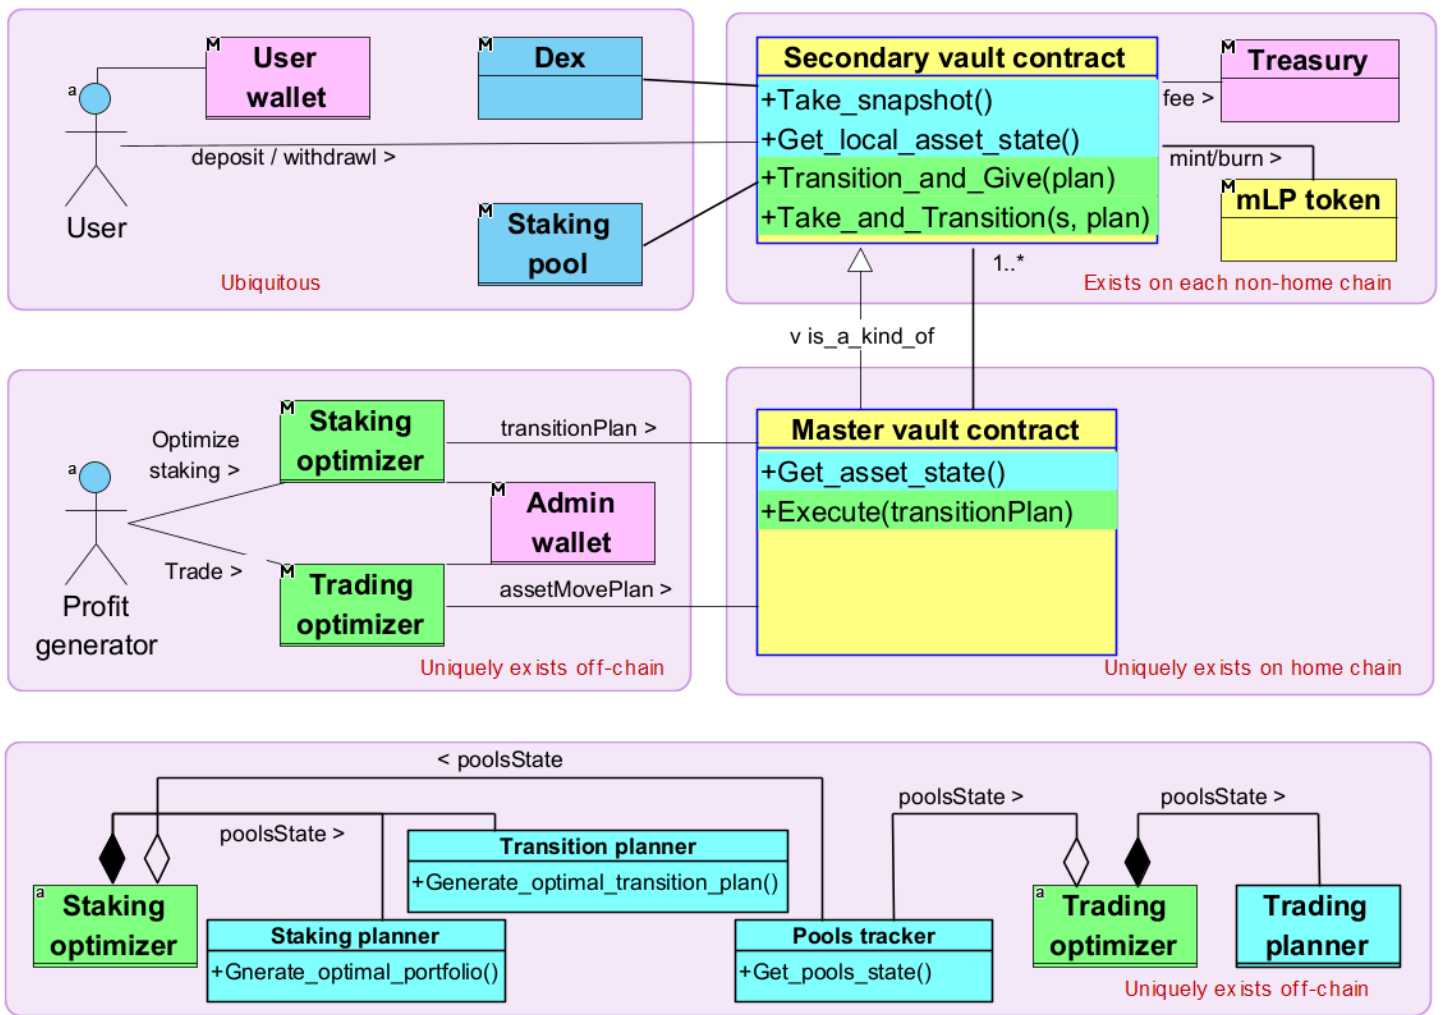 M
User
wallet
a
User
deposit / withdrawl >
M
Dex
M
Staking
pool
Ubiquitous
Secondary vault contract
+Take_snapshot()
+Get_local_asset_state()
+Transition_and_Give(plan)
+Take_and_Transition(s, plan)
M
Treasury
fee >
mint/burn >
M
mLP token
1..*
Exists on each non-home chain
v is_a_kind_of
a
Profit
generator
Optimize
staking >
Trade >
M
Staking
optimizer
transitionPlan >
M
Admin
wallet
M
Trading
optimizer
assetMovePlan >
Uniquely exists off-chain
Master vault contract
+Get_asset_state()
+Execute(transitionPlan)
Uniquely exists on home chain
< poolsState
poolsState >
a
Staking
optimizer
Transition planner
+Generate_optimal_transition_plan()
Staking planner
+Gnerate_optimal_portfolio()
Pools tracker
+Get_pools_state()
poolsState >
poolsState >
a
Trading
optimizer
Trading
planner
Uniquely exists off-chain